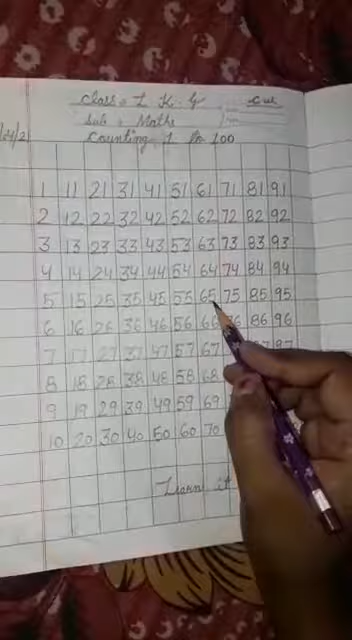 Class = L K-G C.W
Sub = Maths
Counting 1 to 100
1 11 21 31 41 51 61 71 81 91
2 12 22 32 42 52 62 72 82 92
3 13 23 33 43 53 63 73 83 93
4 14 24 34 44 54 64 74 84 94
5 15 25 35 45 55 65 75 85 95
6 16 26 36 46 56 66 76 86 96
7 17 27 37 47 57 67 97
8 18 28 38 48 58 68
9 19 29 39 49 59 69
10 20 30 40 50 60 70
Learn it